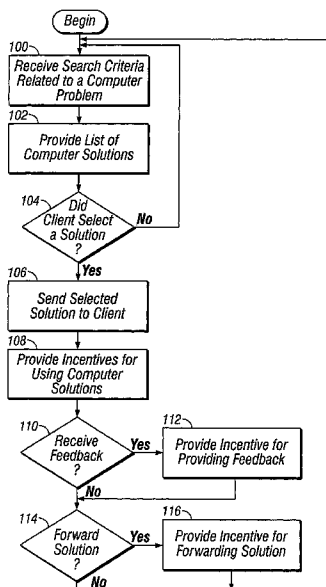 Begin
100
Receive Search Criteria
Related to a Computer
Problem
102
Provide List of
Computer Solutions
104
Did
Client Select
a Solution
?
No
Yes
106
Send Selected
Solution to Client
108
Provide Incentives for
Using Computer
Solutions
110
Receive
Feedback
?
Yes
112
Provide Incentive for
Providing Feedback
No
114
Forward
Solution
?
Yes
116
Provide Incentive for
Forwarding Solution
No